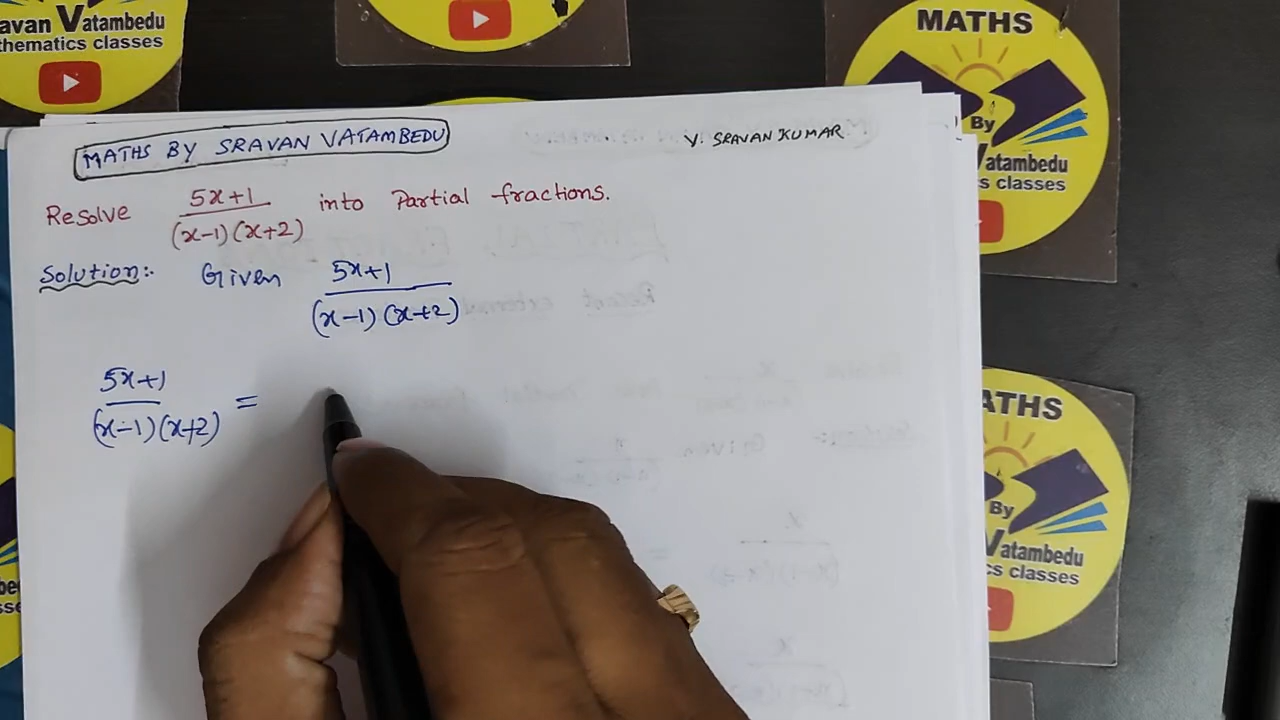 avan Vatambedu
thematics classes
MATHS
By
atambedu
s classes
MATHS BY SRAVAN VATAMBEDU
V. SRAVAN KUMAR
Resolve (5x+1)/((x-1)(x+2)) into Partial fractions.
Solution:- Given (5x+1)/((x-1)(x+2))
(5x+1)/((x-1)(x+2)) =
ATHS
By
Vatambedu
cs classes